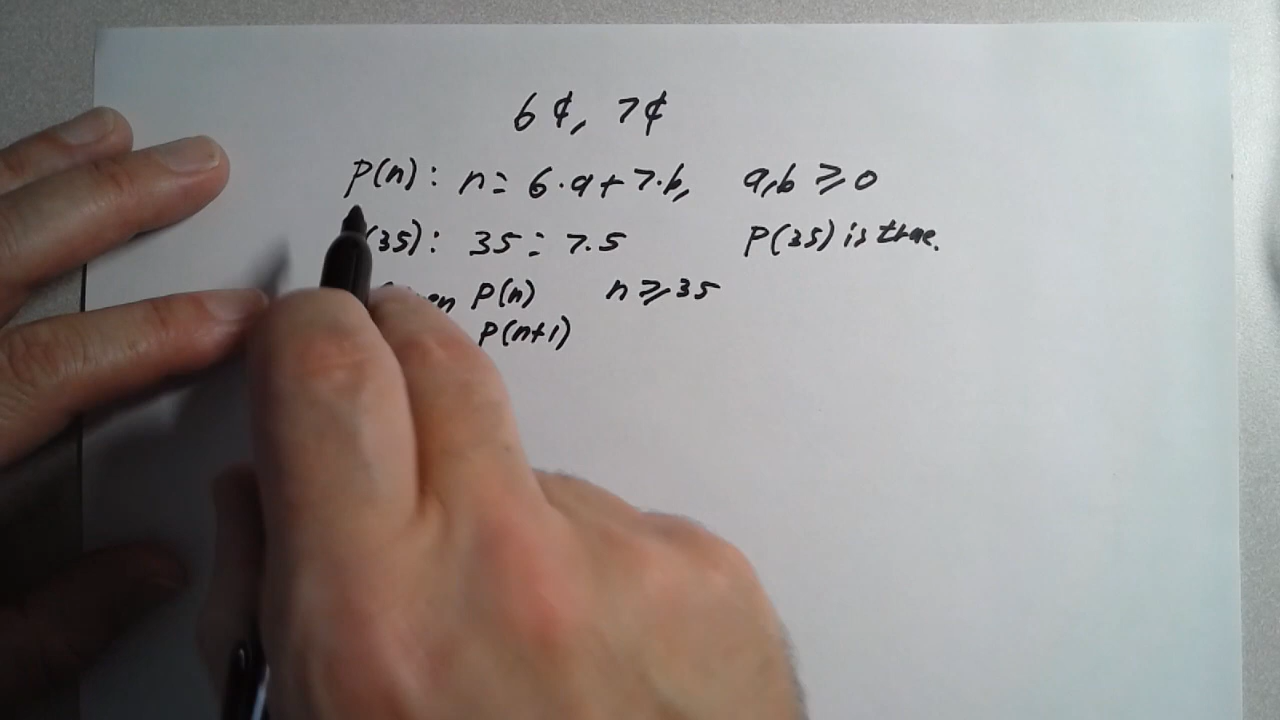 6¢, 7¢
P(n): n = 6·a + 7·b, a,b ⩾ 0
(35): 35 = 7·5 P(35) is true.
P(n) n ⩾ 35
P(n+1)